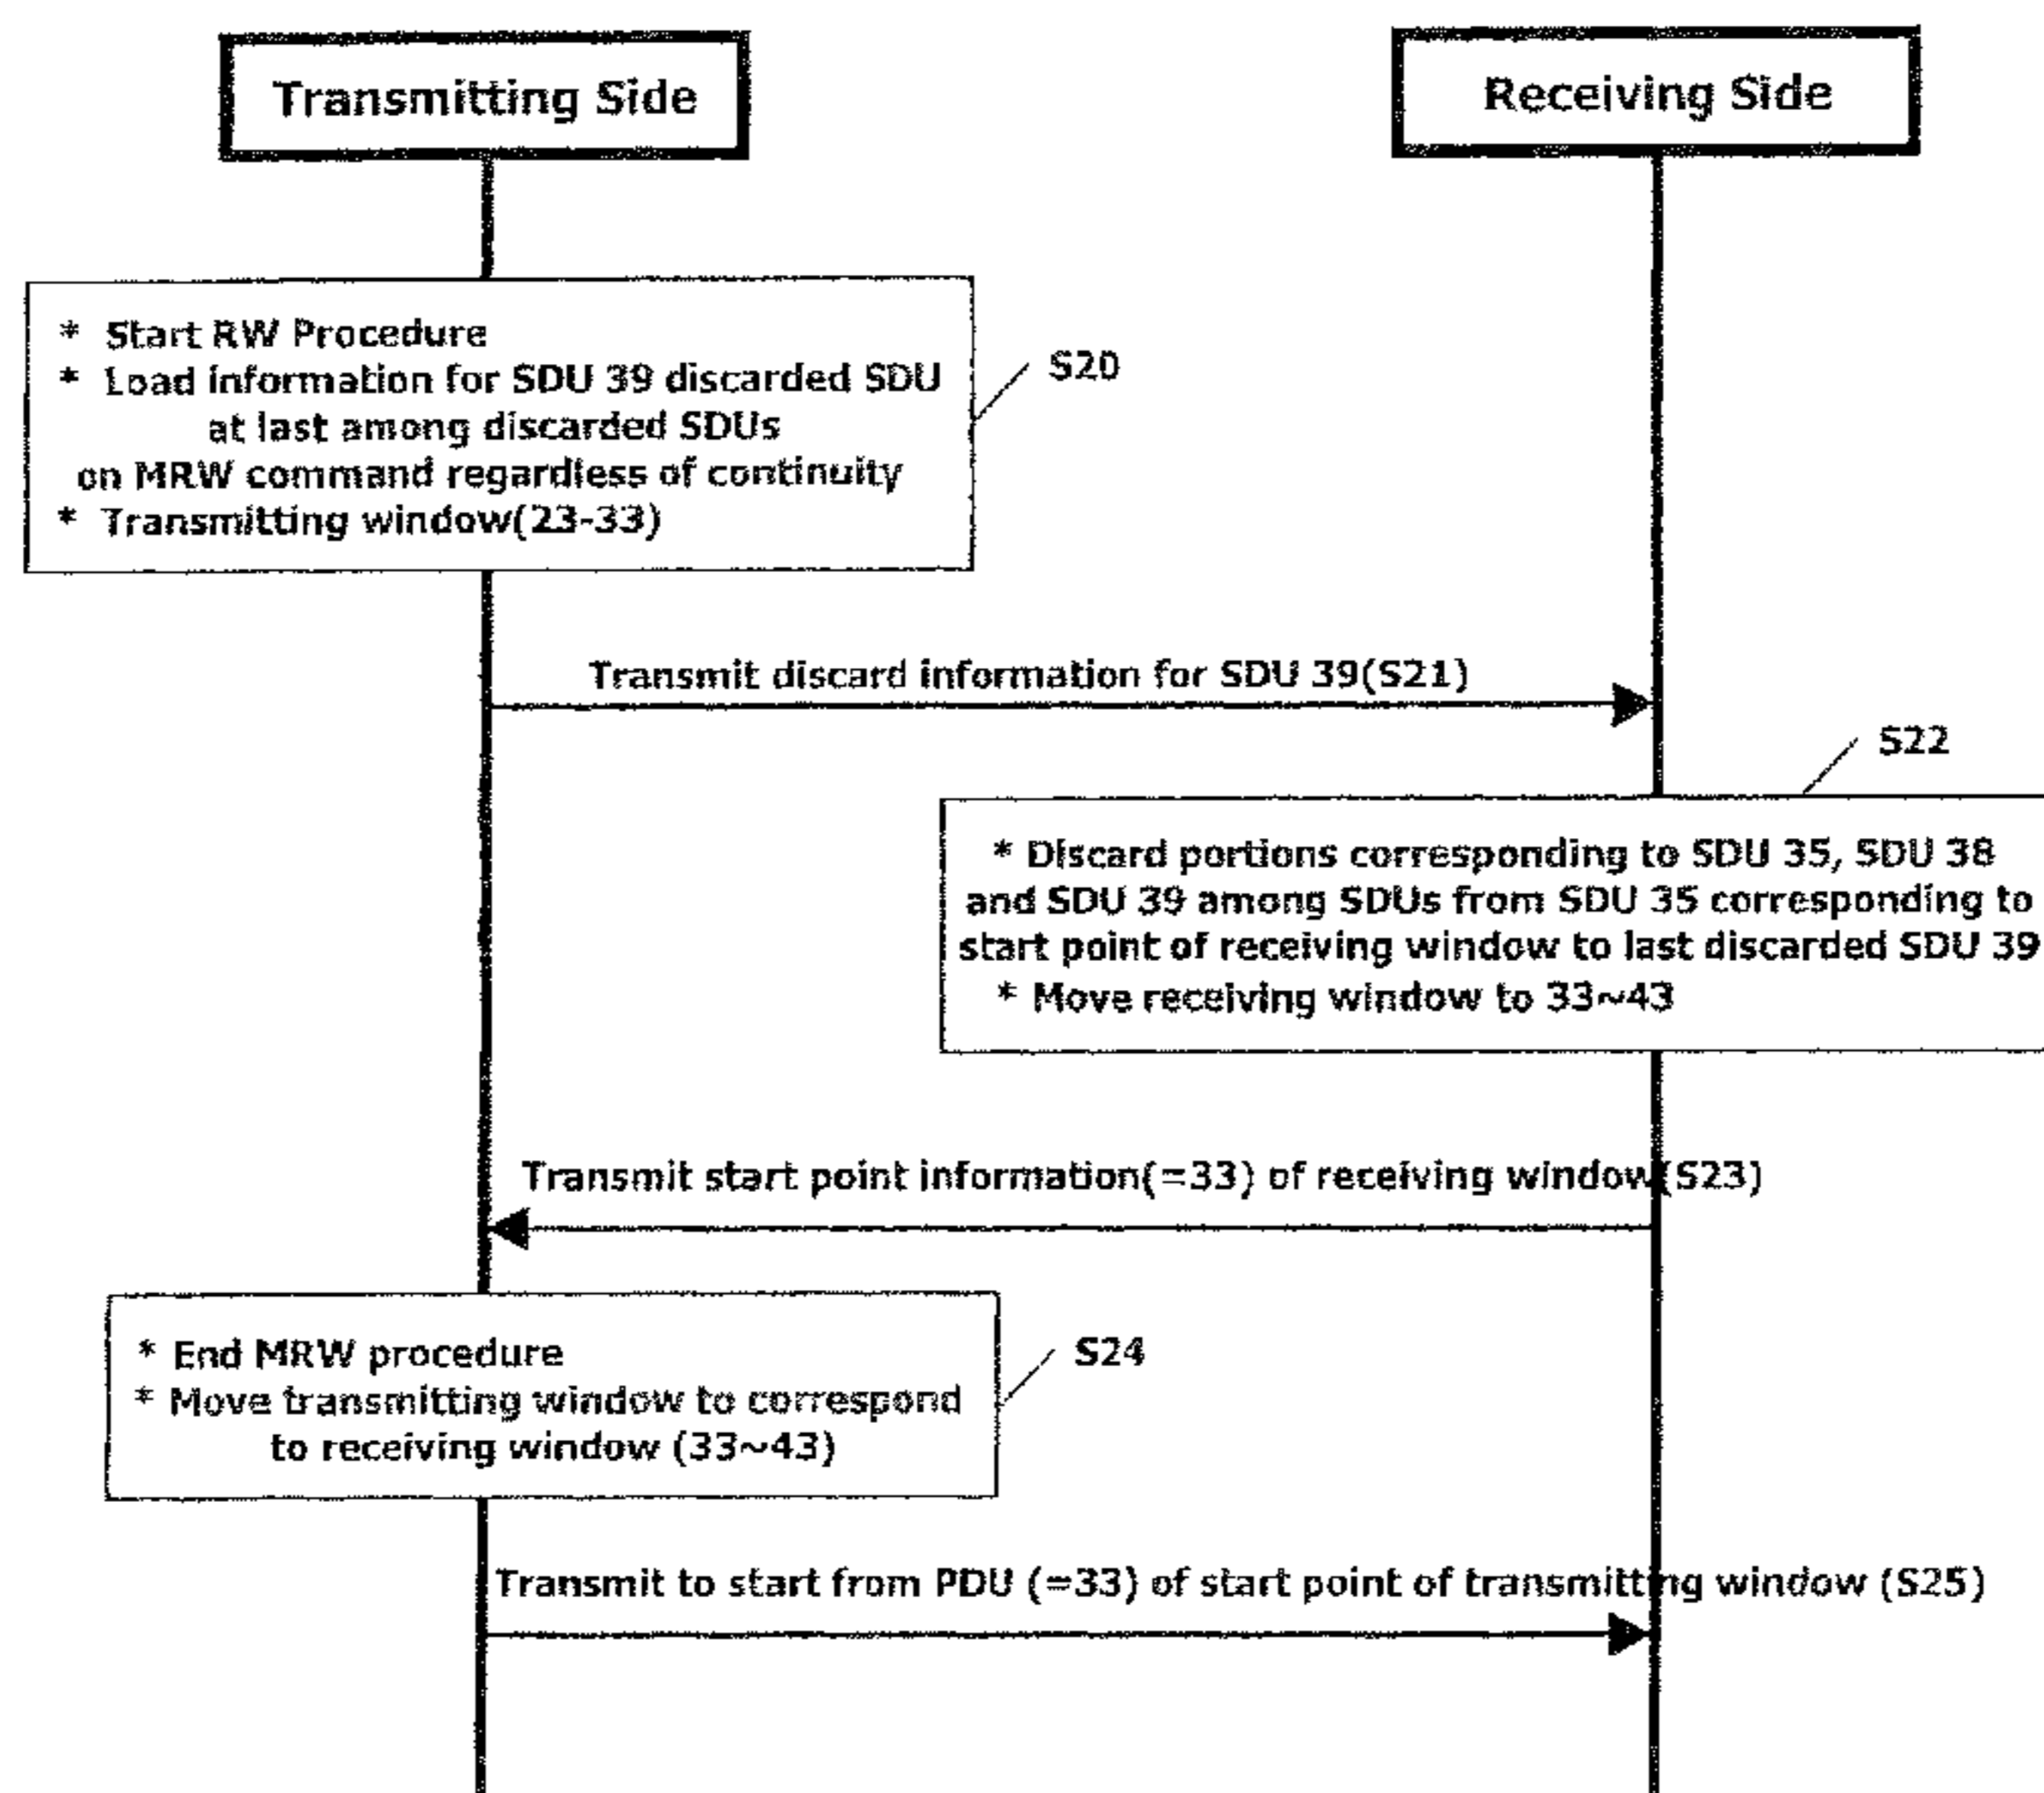 Transmitting Side
Receiving Side
* Start RW Procedure
* Load information for SDU 39 discarded SDU
at last among discarded SDUs
on MRW command regardless of continuity
* Transmitting window(23-33)
S20
Transmit discard information for SDU 39(S21)
S22
* Discard portions corresponding to SDU 35, SDU 38
and SDU 39 among SDUs from SDU 35 corresponding to
start point of receiving window to last discarded SDU 39
* Move receiving window to 33~43
Transmit start point information(=33) of receiving window(S23)
* End MRW procedure
* Move transmitting window to correspond
to receiving window (33~43)
S24
Transmit to start from PDU (=33) of start point of transmitting window (S25)